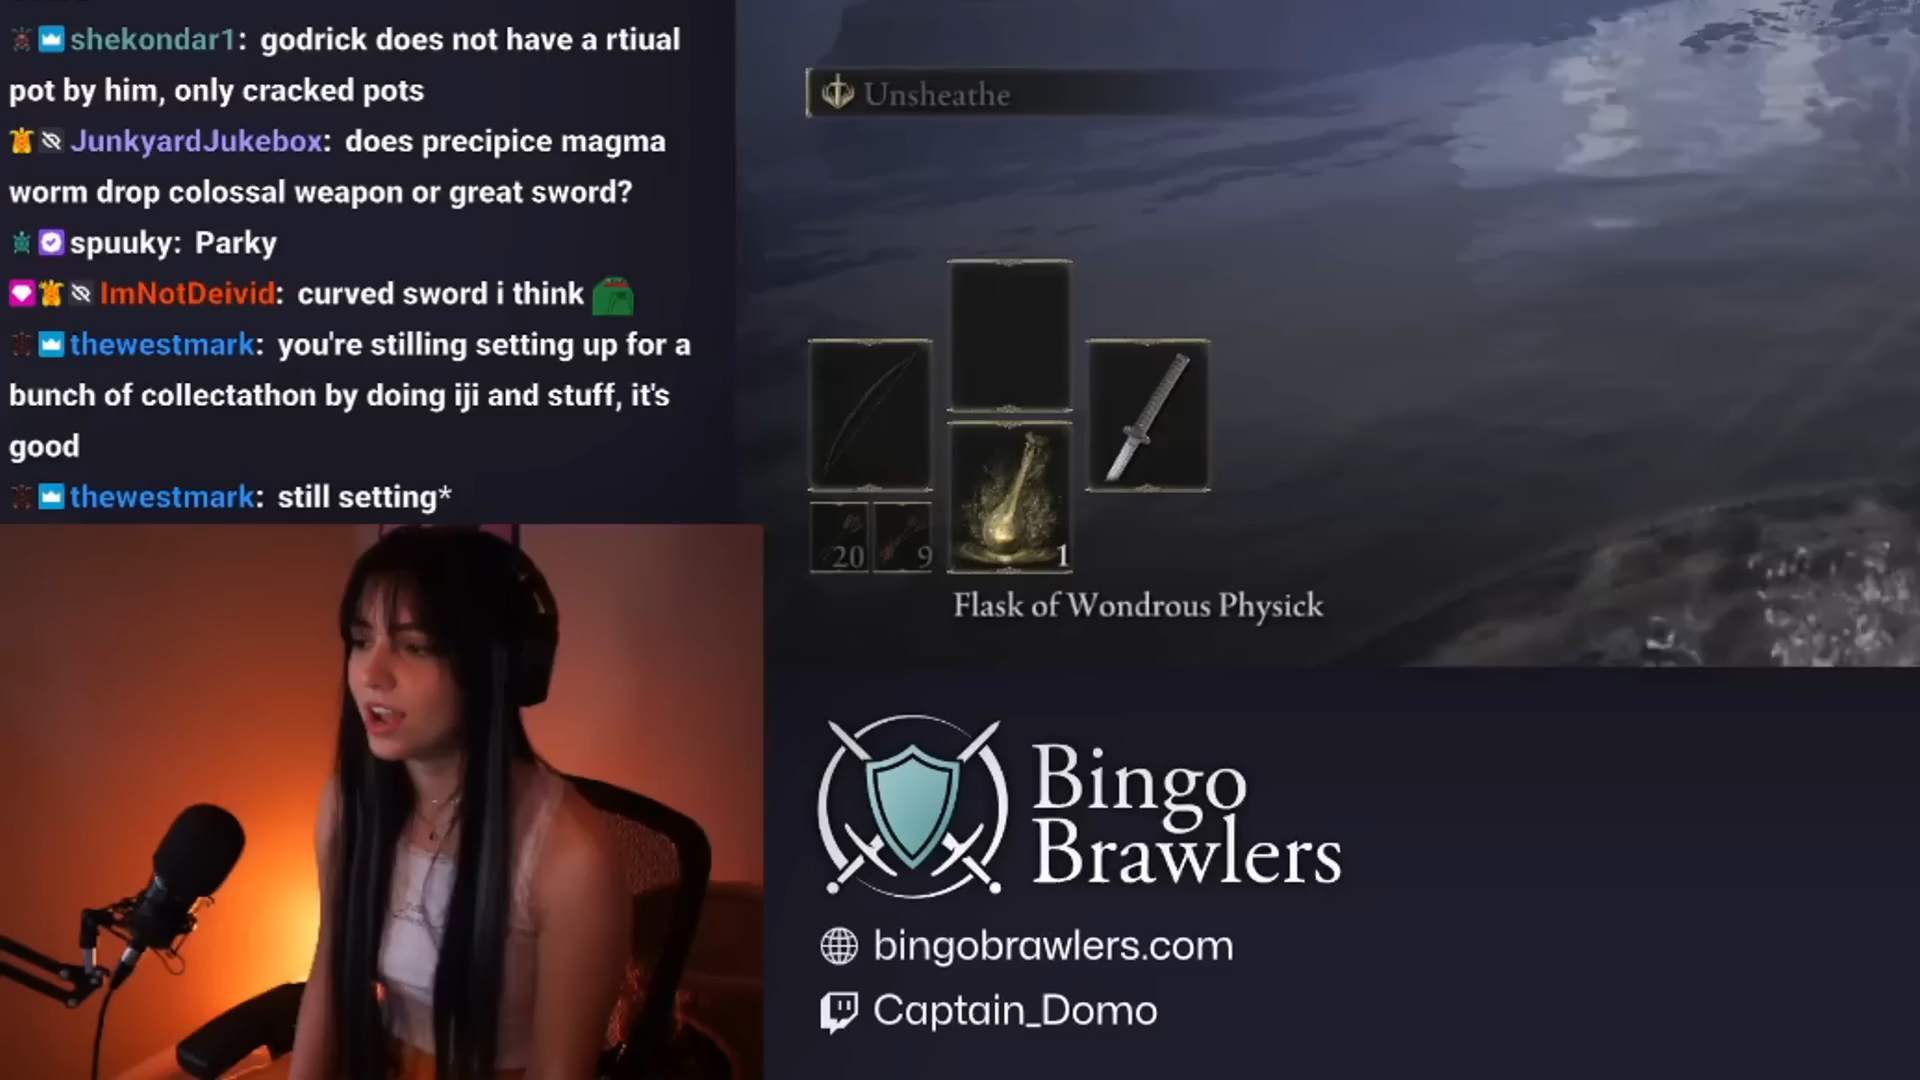 shekondar1: godrick does not have a rtiual
pot by him, only cracked pots
JunkyardJukebox: does precipice magma
worm drop colossal weapon or great sword?
spuuky: Parky
ImNotDeivid: curved sword i think
thewestmark: you're stilling setting up for a
bunch of collectathon by doing iji and stuff, it's
good
thewestmark: still setting*
Unsheathe
20
9
1
Flask of Wondrous Physick
Bingo
Brawlers
bingobrawlers.com
Captain_Domo